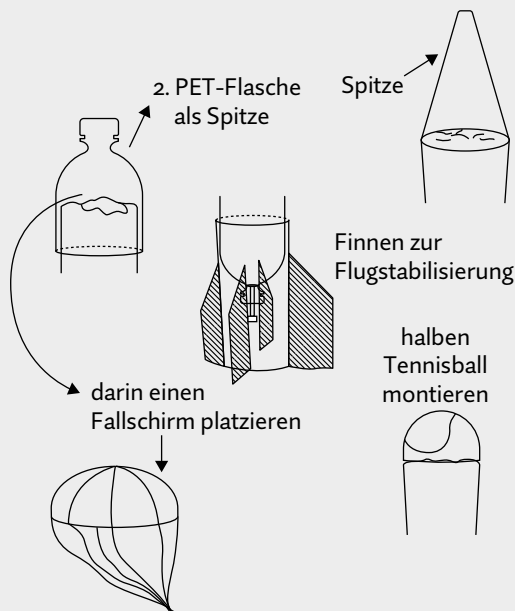 2. PET-Flasche
als Spitze
Spitze
Finnen zur
Flugstabilisierung
darin einen
Fallschirm platzieren
halben
Tennisball
montieren